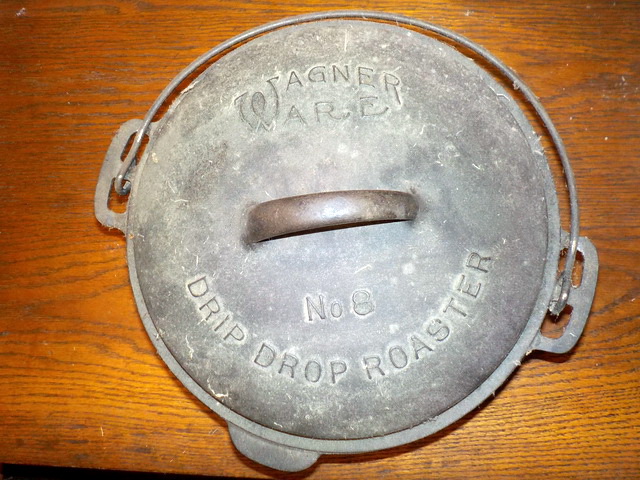 WAGNER
WARE
No 8
DRIP DROP ROASTER